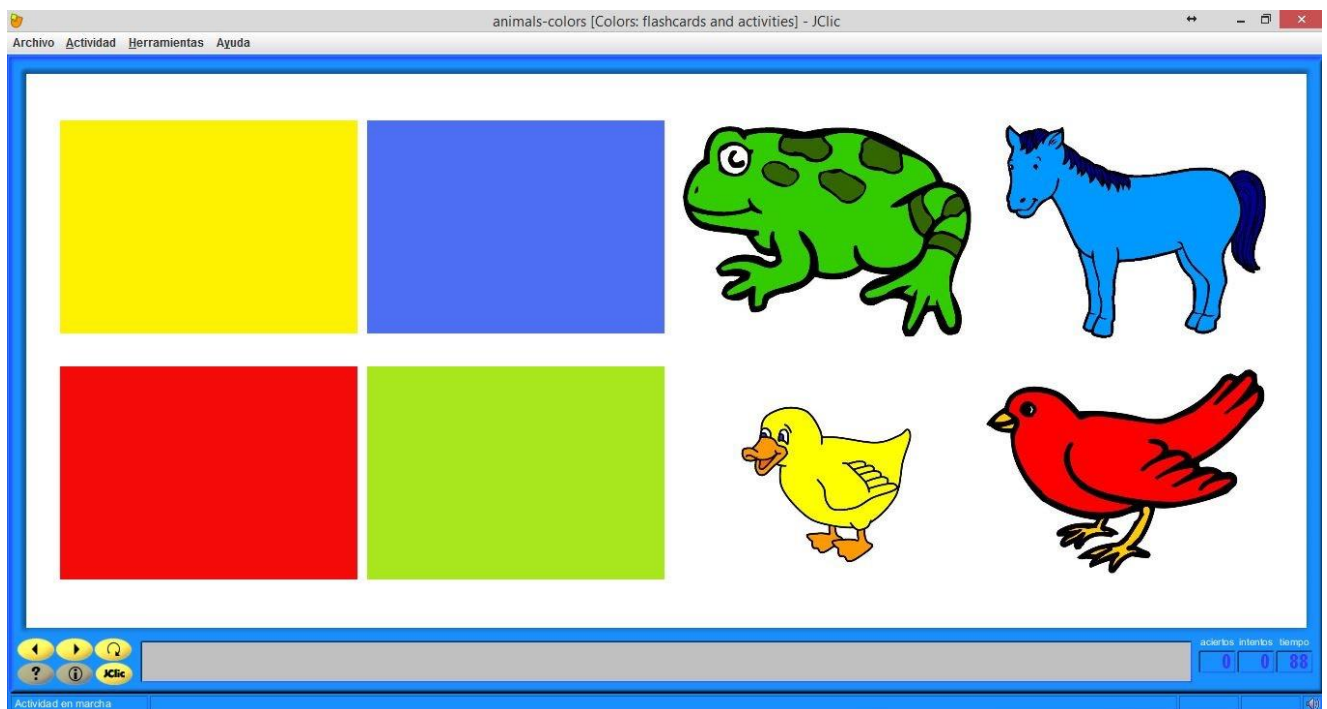 animals-colors [Colors: flashcards and activities] - JClic
Archivo Actividad Herramientas Ayuda
aciertos intentos tiempo
? i JClic 0 0 88
Actividad en marcha